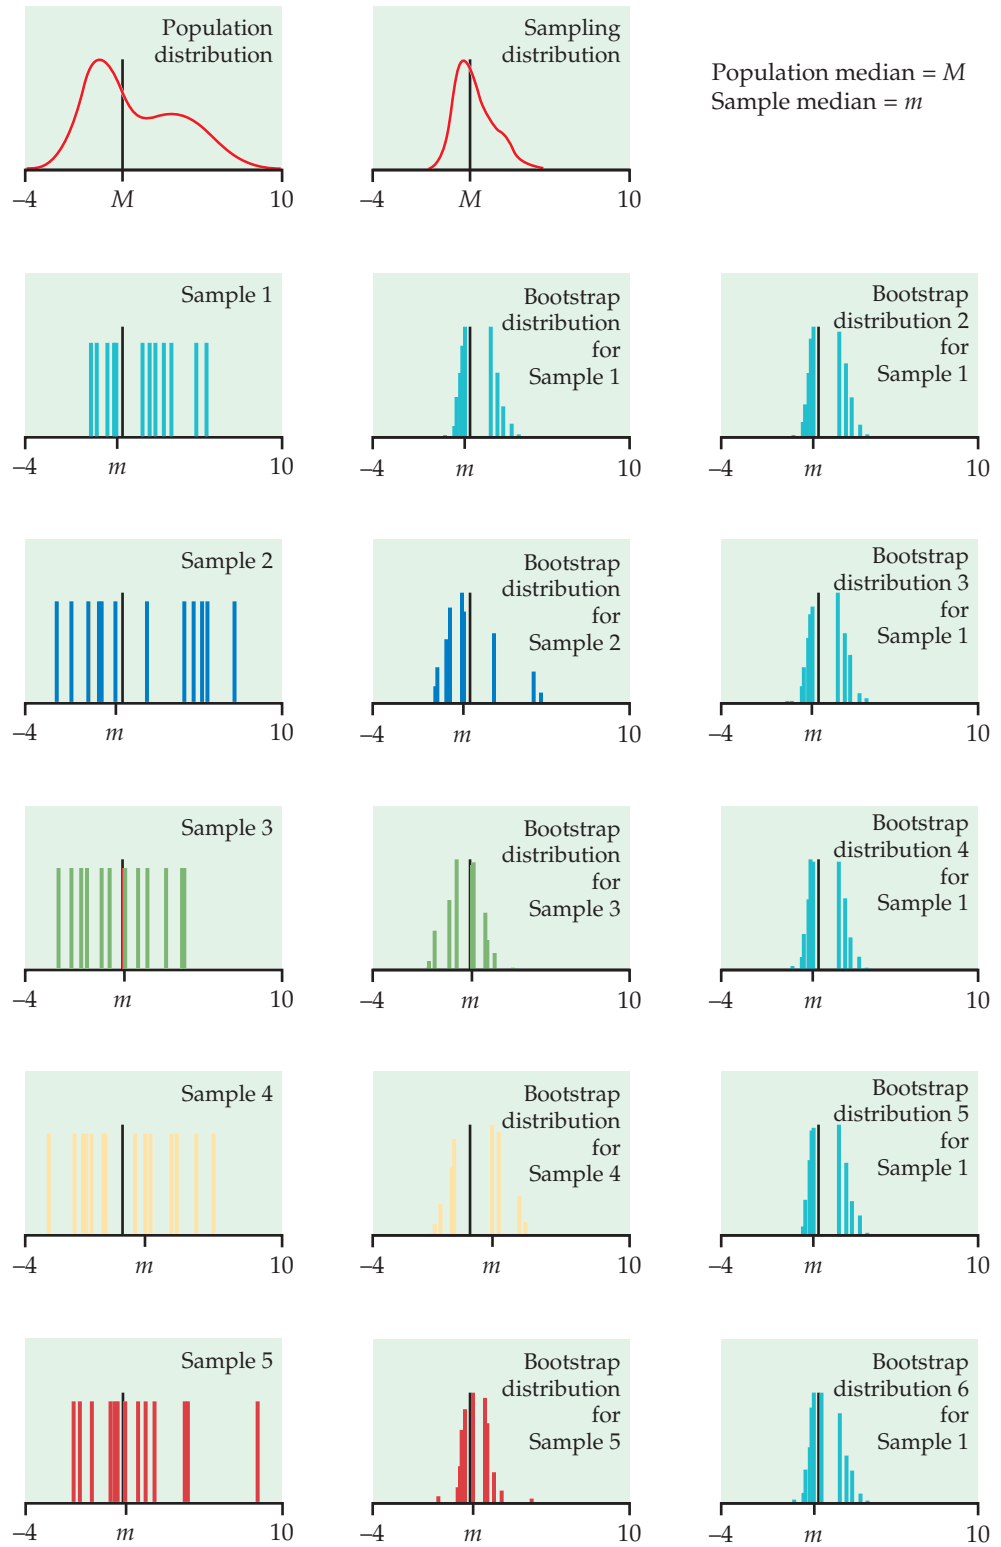 Population
distribution
–4
M
10
Sampling
distribution
–4
M
10
Population median = M
Sample median = m
Sample 1
–4
m
10
Bootstrap
distribution
for
Sample 1
–4
m
10
Bootstrap
distribution 2
for
Sample 1
–4
m
10
Sample 2
–4
m
10
Bootstrap
distribution
for
Sample 2
–4
m
10
Bootstrap
distribution 3
for
Sample 1
–4
m
10
Sample 3
–4
m
10
Bootstrap
distribution
for
Sample 3
–4
m
10
Bootstrap
distribution 4
for
Sample 1
–4
m
10
Sample 4
–4
m
10
Bootstrap
distribution
for
Sample 4
–4
m
10
Bootstrap
distribution 5
for
Sample 1
–4
m
10
Sample 5
–4
m
10
Bootstrap
distribution
for
Sample 5
–4
m
10
Bootstrap
distribution 6
for
Sample 1
–4
m
10